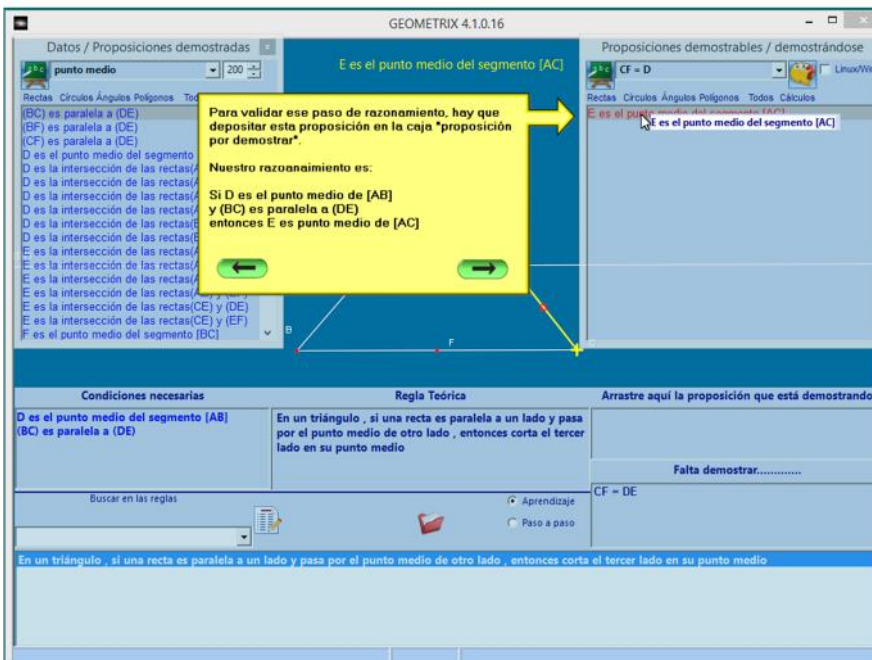 GEOMETRIX 4.1.0.16
Datos / Proposiciones demostradas
punto medio
200
Rectas Círculos Ángulos Polígonos
(BC) es paralela a (DE)
(BF) es paralela a (DE)
(CF) es paralela a (DE)
D es el punto medio del segmento
D es la intersección de las rectas
D es la intersección de las rectas
D es la intersección de las rectas
D es la intersección de las rectas
D es la intersección de las rectas
E es la intersección de las rectas
E es la intersección de las rectas
E es la intersección de las rectas
E es la intersección de las rectas y (EF)
E es la intersección de las rectas(CE) y (DE)
E es la intersección de las rectas(CE) y (EF)
F es el punto medio del segmento [BC]
E es el punto medio del segmento [AC]
Para validar ese paso de razonamiento, hay que
depositar esta proposición en la caja "proposición
por demostrar".
Nuestro razoanaimiento es:
Si D es el punto medio de [AB]
y (BC) es paralela a (DE)
entonces E es punto medio de [AC]
B
F
C
Proposiciones demostrables / demostrándose
CF = D
Linux/Wi
Rectas Círculos Ángulos Polígonos Todos Cálculos
E es el punto medio del segmento [AC]
E es el punto medio del segmento [AC]
Condiciones necesarias
D es el punto medio del segmento [AB]
(BC) es paralela a (DE)
Regla Teórica
En un triángulo , si una recta es paralela a un lado y pasa
por el punto medio de otro lado , entonces corta el tercer
lado en su punto medio
Arrastre aquí la proposición que está demostrando
Falta demostrar.............
CF = DE
Buscar en las reglas
Aprendizaje
Paso a paso
En un triángulo , si una recta es paralela a un lado y pasa por el punto medio de otro lado , entonces corta el tercer lado en su punto medio